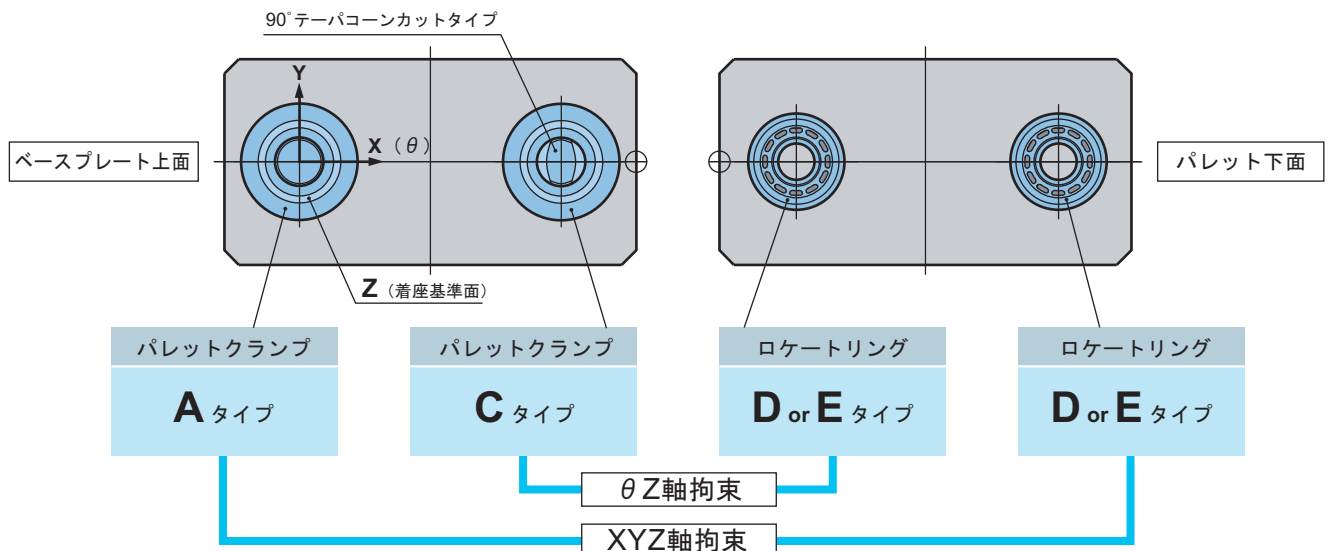 90°テーパコーンカットタイプ
Y
X（θ）
ベースプレート上面
パレット下面
Z（着座基準面）
パレットクランプ
Aタイプ
パレットクランプ
Cタイプ
ロケートリング
D or Eタイプ
ロケートリング
D or Eタイプ
θZ軸拘束
XYZ軸拘束